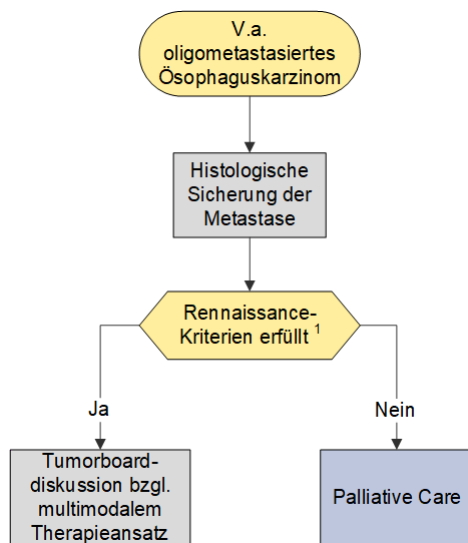 V.a.
oligometastasiertes
Ösophaguskarzinom
Histologische
Sicherung der
Metastase
Rennaissance-
Kriterien erfüllt ¹
Ja
Nein
Tumorboard-
diskussion bzgl.
multimodalem
Therapieansatz
Palliative Care